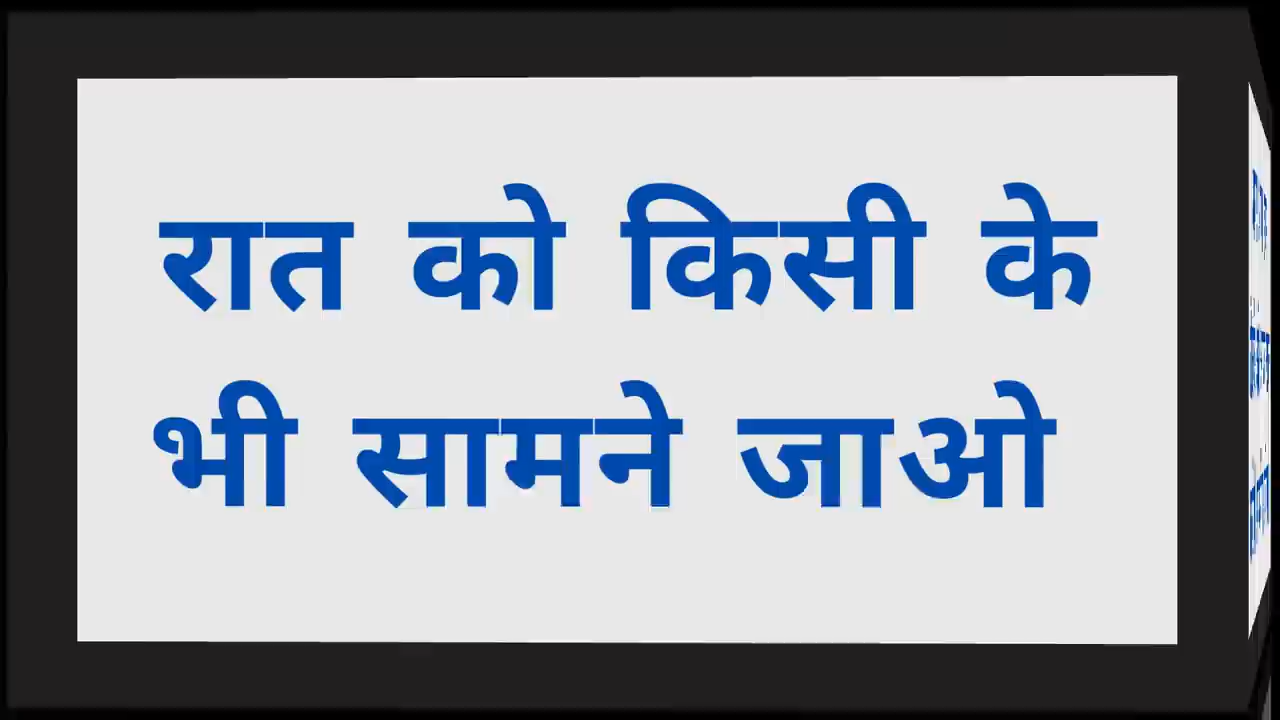 रात को किसी के
भी सामने जाओ